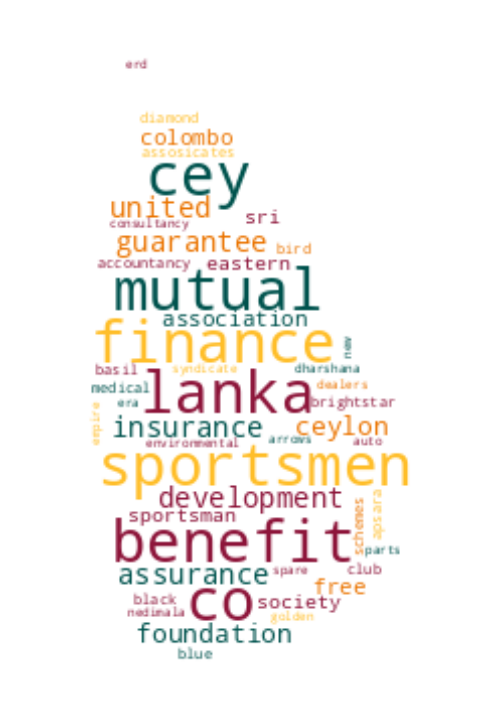 erd
diamond
colombo
assosicates
cey
united
sri
consultancy
guarantee
bird
accountancy
eastern
mutual
association
finance
new
basil
syndicate
dharshana
medical
lanka
dealers
era
brightstar
empire
insurance
ceylon
environmental
arrows
auto
sportsmen
development
apsara
sportsman
schemes
benefit
parts
assurance
spare
club
free
black
co
society
nedimala
golden
foundation
blue